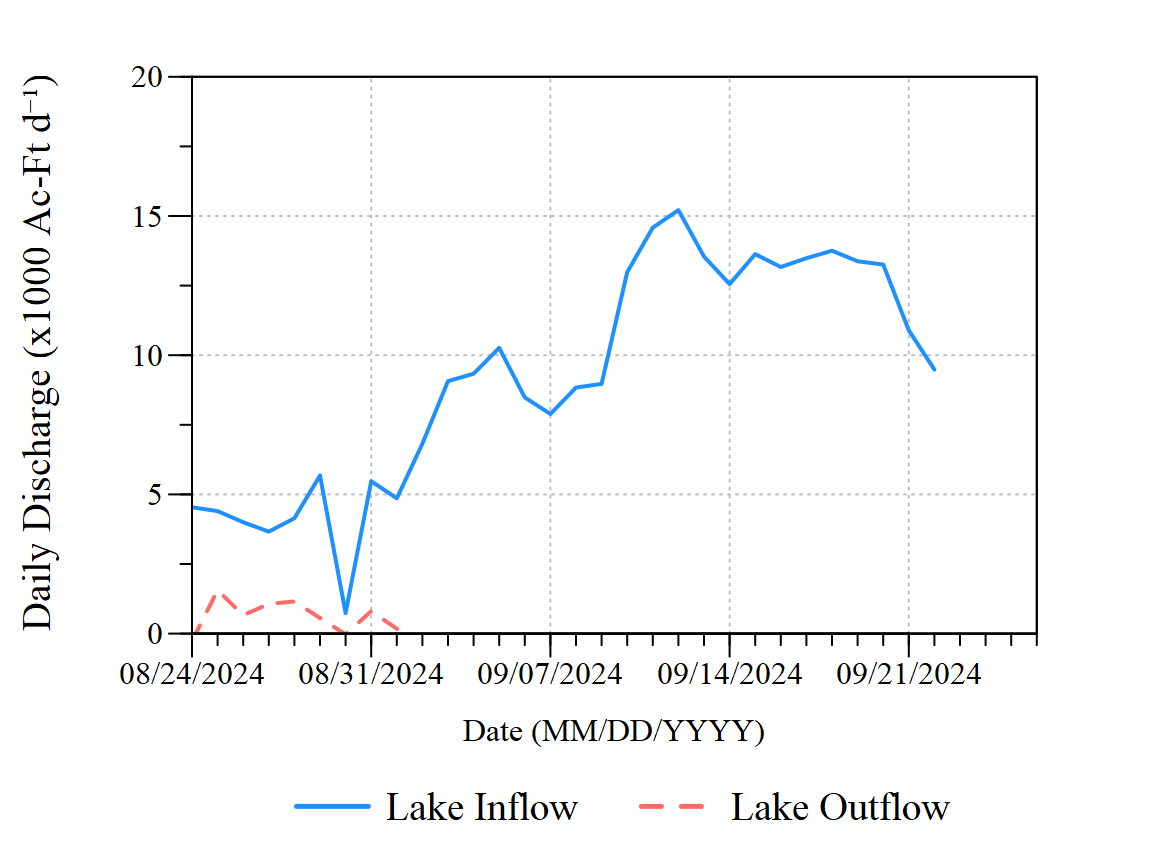 Daily Discharge (x1000 Ac-Ft d⁻¹)
20
15
10
5
0
08/24/2024 08/31/2024 09/07/2024 09/14/2024 09/21/2024
Date (MM/DD/YYYY)
Lake Inflow Lake Outflow